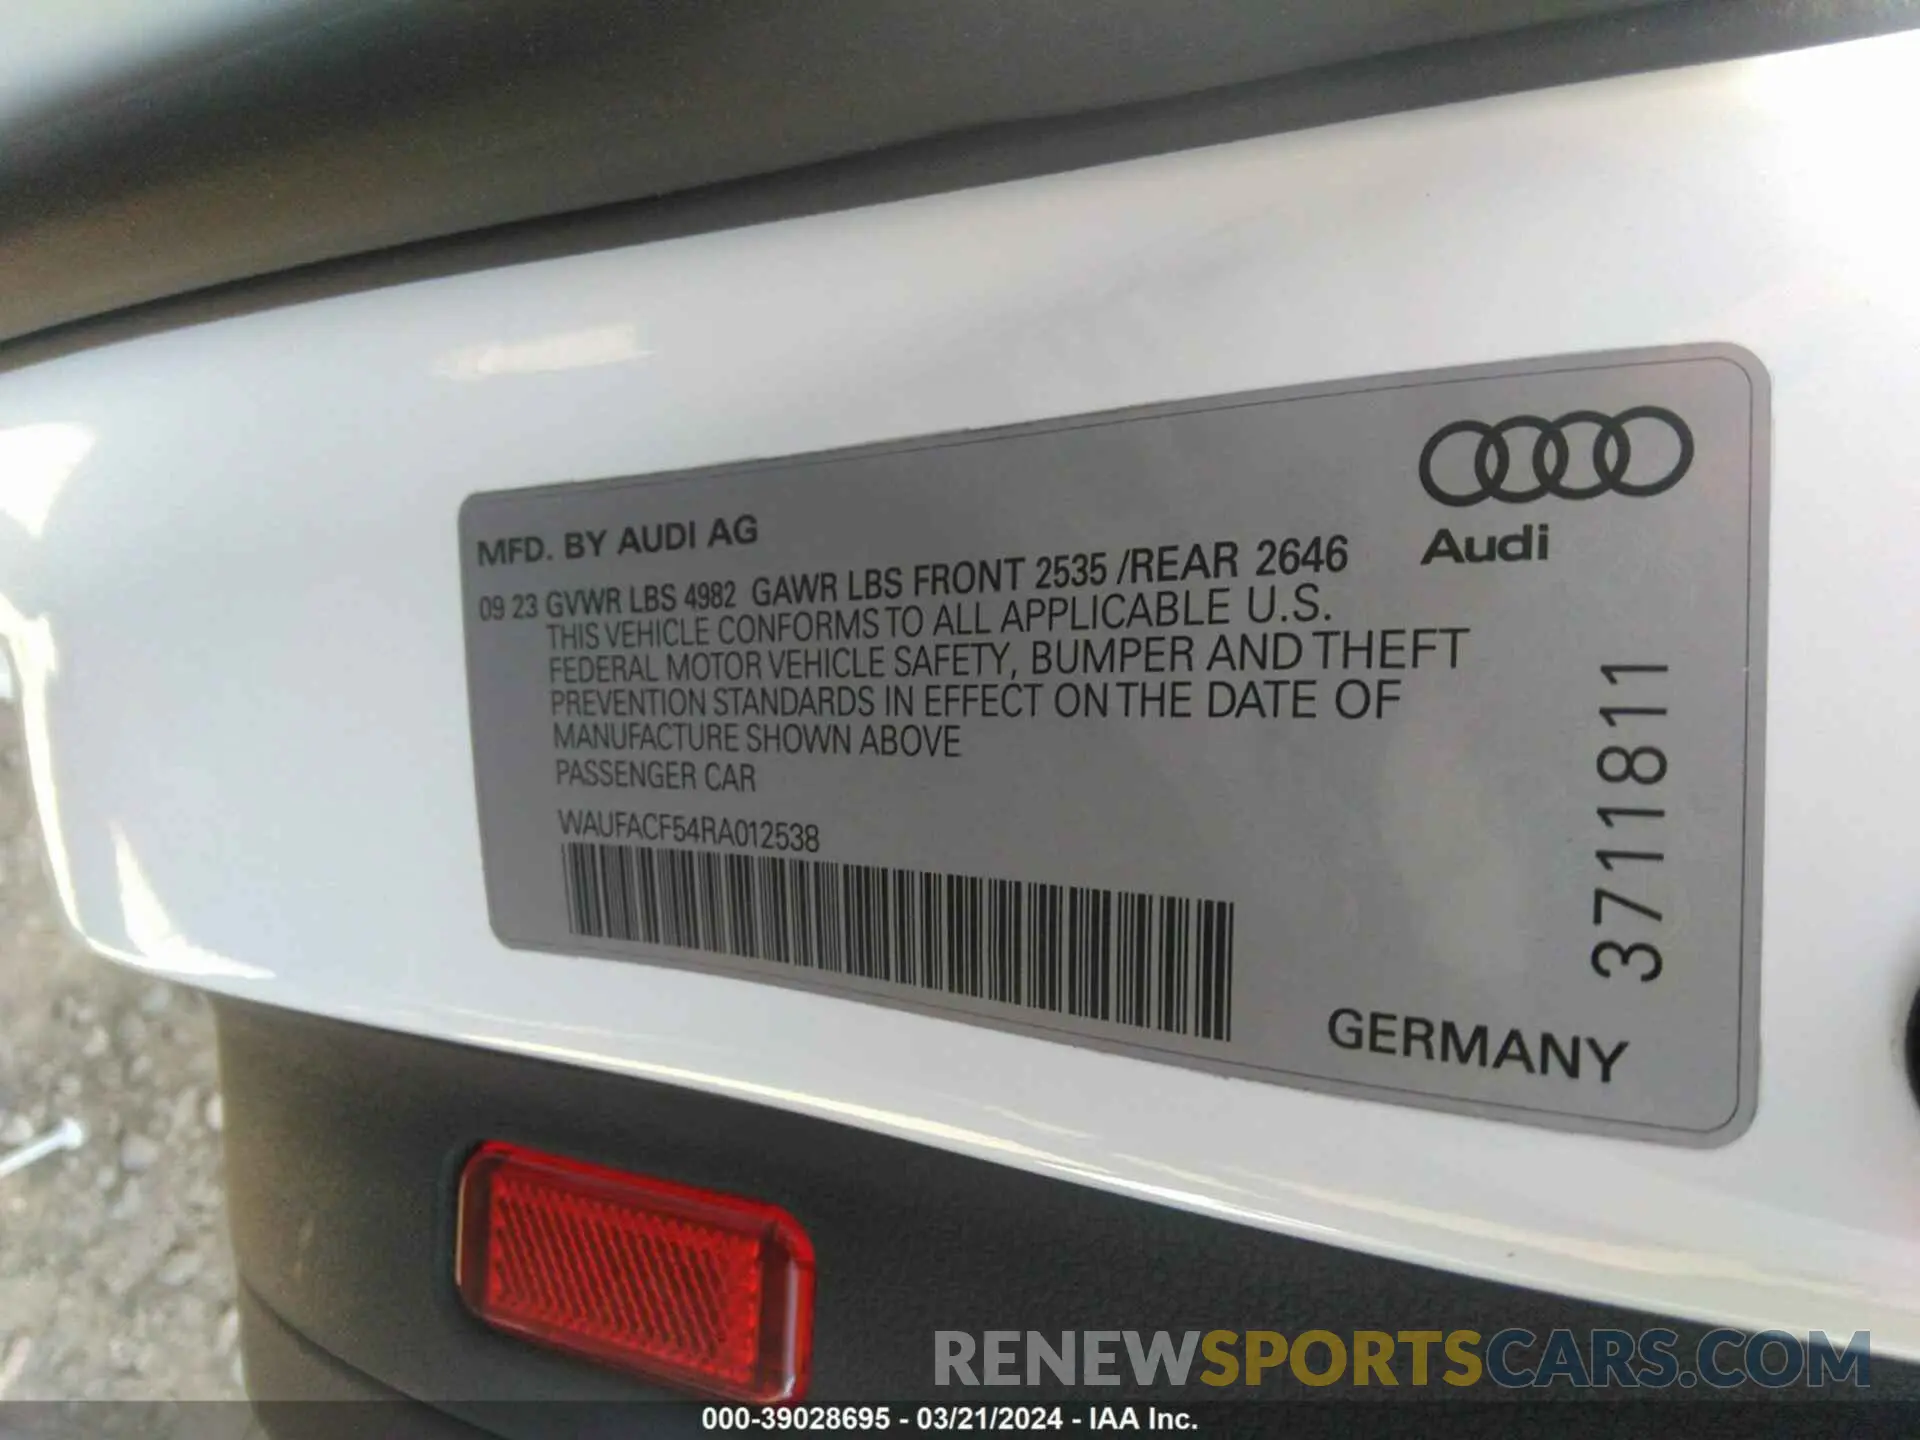 MFD. BY AUDI AG
09 23 GVWR LBS 4982 GAWR LBS FRONT 2535 /REAR 2646
THIS VEHICLE CONFORMS TO ALL APPLICABLE U.S.
FEDERAL MOTOR VEHICLE SAFETY, BUMPER AND THEFT
PREVENTION STANDARDS IN EFFECT ON THE DATE OF
MANUFACTURE SHOWN ABOVE
PASSENGER CAR
WAUFACF54RA012538
Audi
3711811
GERMANY
RENEWSPORTSCARS.COM
000-39028695 - 03/21/2024 - IAA Inc.